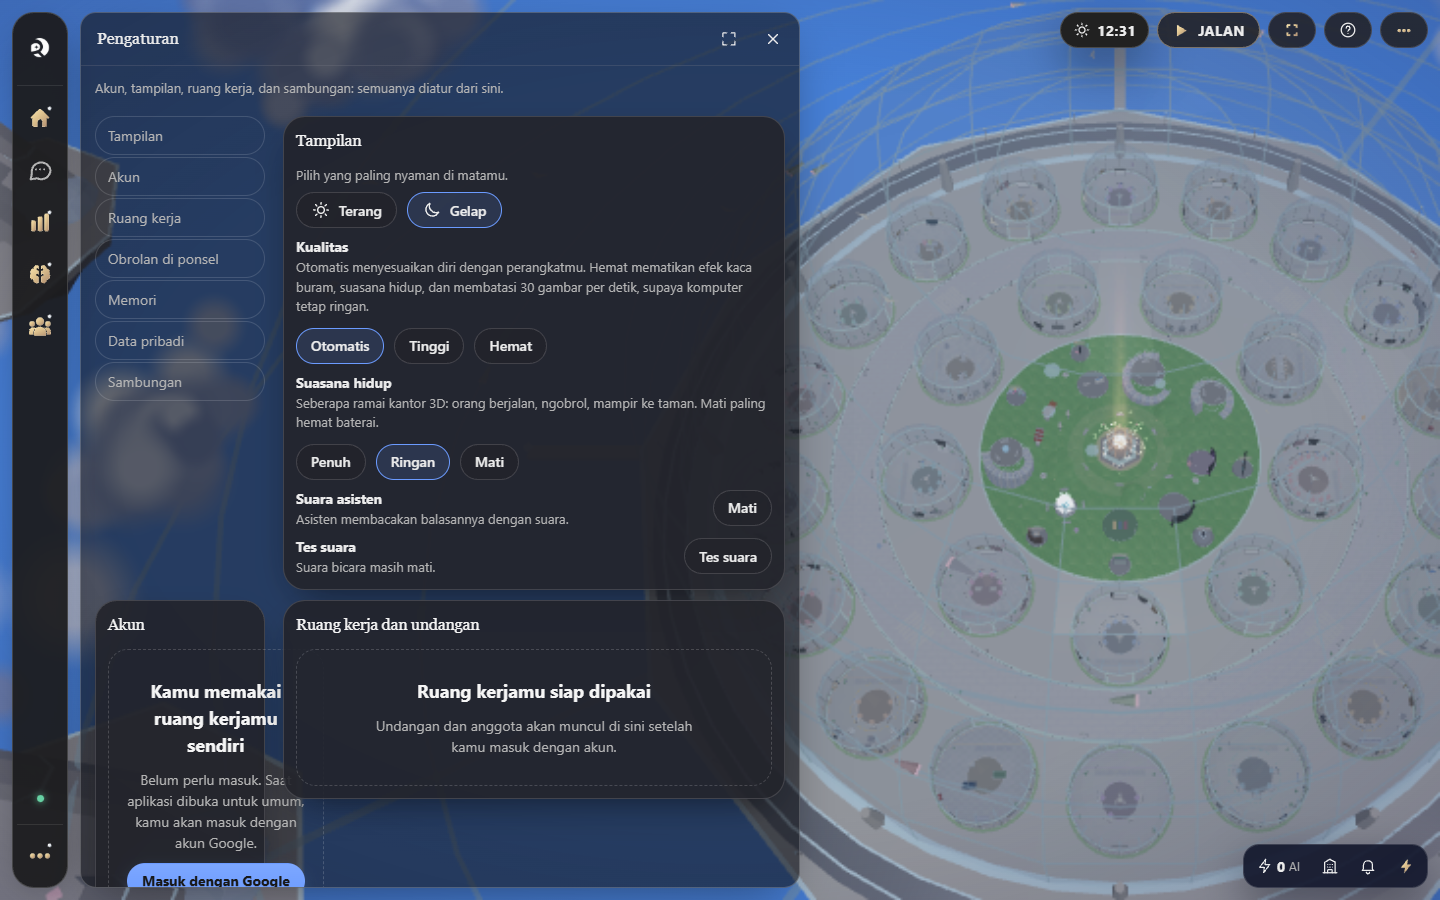 Pengaturan
12:31
JALAN
Akun, tampilan, ruang kerja, dan sambungan: semuanya diatur dari sini.
Tampilan
Akun
Ruang kerja
Obrolan di ponsel
Memori
Data pribadi
Sambungan
Tampilan
Pilih yang paling nyaman di matamu.
Terang
Gelap
Kualitas
Otomatis menyesuaikan diri dengan perangkatmu. Hemat mematikan efek kaca
buram, suasana hidup, dan membatasi 30 gambar per detik, supaya komputer
tetap ringan.
Otomatis
Tinggi
Hemat
Suasana hidup
Seberapa ramai kantor 3D: orang berjalan, ngobrol, mampir ke taman. Mati paling
hemat baterai.
Penuh
Ringan
Mati
Suara asisten
Asisten membacakan balasannya dengan suara.
Mati
Tes suara
Suara bicara masih mati.
Tes suara
Akun
Kamu memakai
ruang kerjamu
sendiri
Belum perlu masuk. Saa
aplikasi dibuka untuk umum,
kamu akan masuk dengan
akun Google.
Masuk dengan Google
Ruang kerja dan undangan
Ruang kerjamu siap dipakai
Undangan dan anggota akan muncul di sini setelah
kamu masuk dengan akun.
0 AI